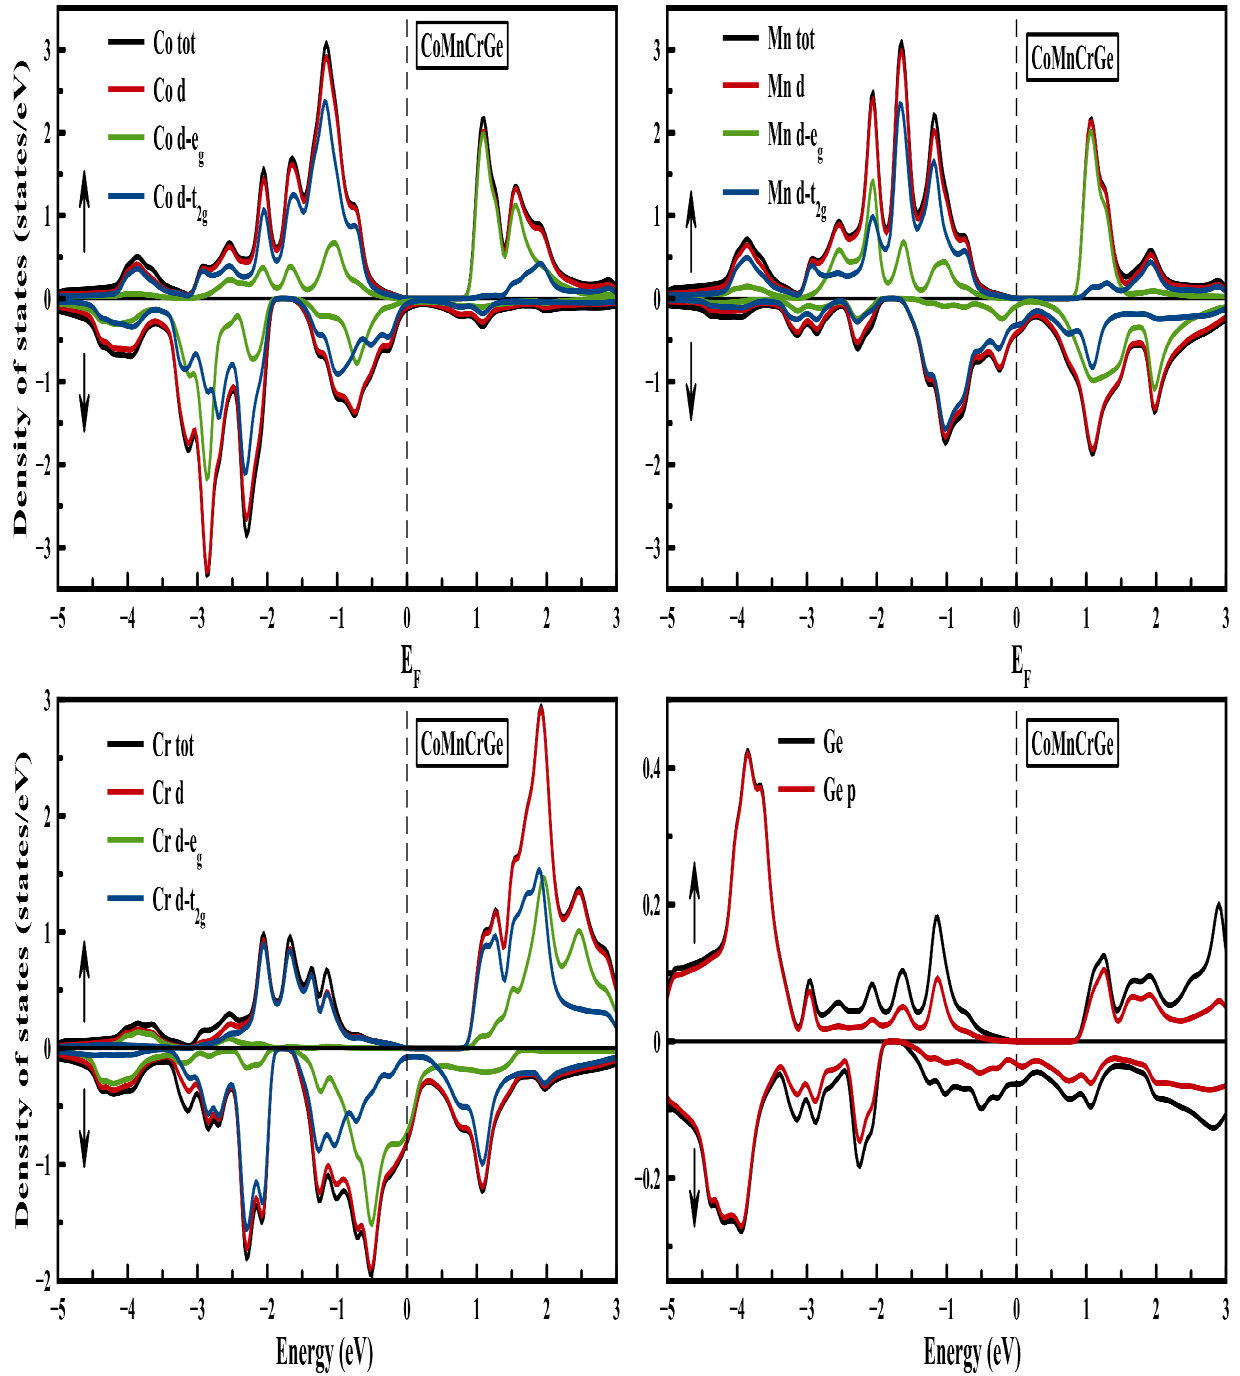 Density of states (states/eV)
3
2
1
0
−1
−2
−3
Co tot
Co d
Co d-eg
Co d-t2g
CoMnCrGe
−5 −4 −3 −2 −1 0 1 2 3
EF
3
2
1
0
−1
−2
−3
Mn tot
Mn d
Mn d-eg
Mn d-t2g
CoMnCrGe
−5 −4 −3 −2 −1 0 1 2 3
EF
Density of states (states/eV)
3
2
1
0
−1
−2
Cr tot
Cr d
Cr d-eg
Cr d-t2g
CoMnCrGe
−5 −4 −3 −2 −1 0 1 2 3
Energy (eV)
0.4
0.2
0
−0.2
Ge
Ge p
CoMnCrGe
−5 −4 −3 −2 −1 0 1 2 3
Energy (eV)